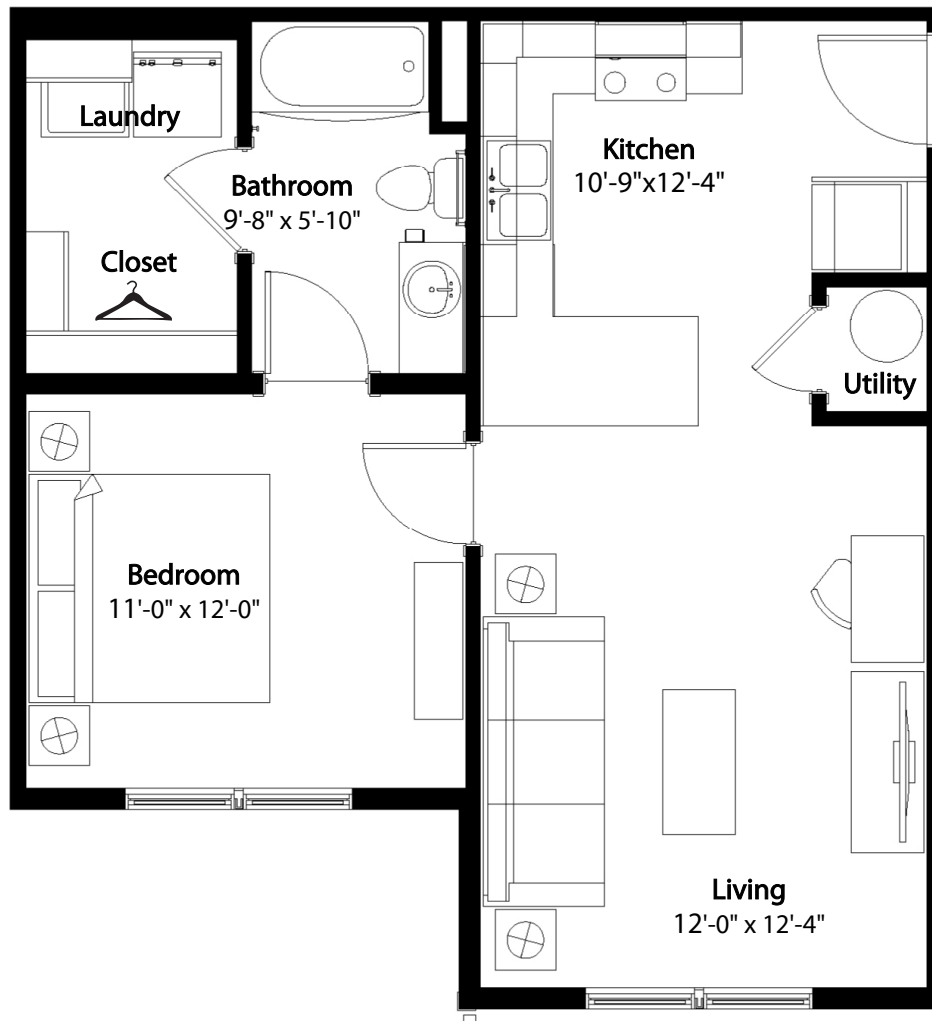 Laundry
Bathroom
9'-8" x 5'-10"
Kitchen
10'-9"x12'-4"
Closet
Utility
Bedroom
11'-0" x 12'-0"
Living
12'-0" x 12'-4"